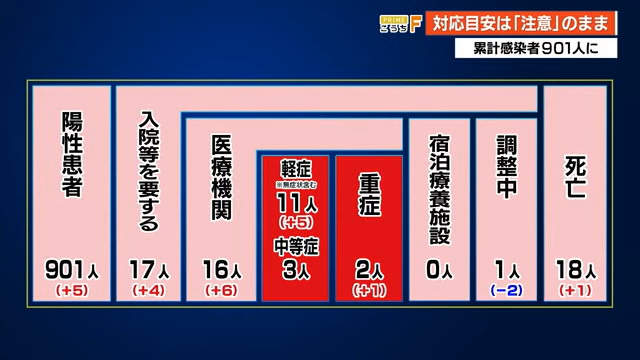 PRIME
こうち
F
対応目安は「注意」のまま
累計感染者901人に
陽性患者
901人
(+5)
入院等を要する
17人
(+4)
医療機関
16人
(+6)
軽症
※無症状含む
11人
(+5)
中等症
3人
重症
2人
(+1)
宿泊療養施設
0人
調整中
1人
(−2)
死亡
18人
(+1)